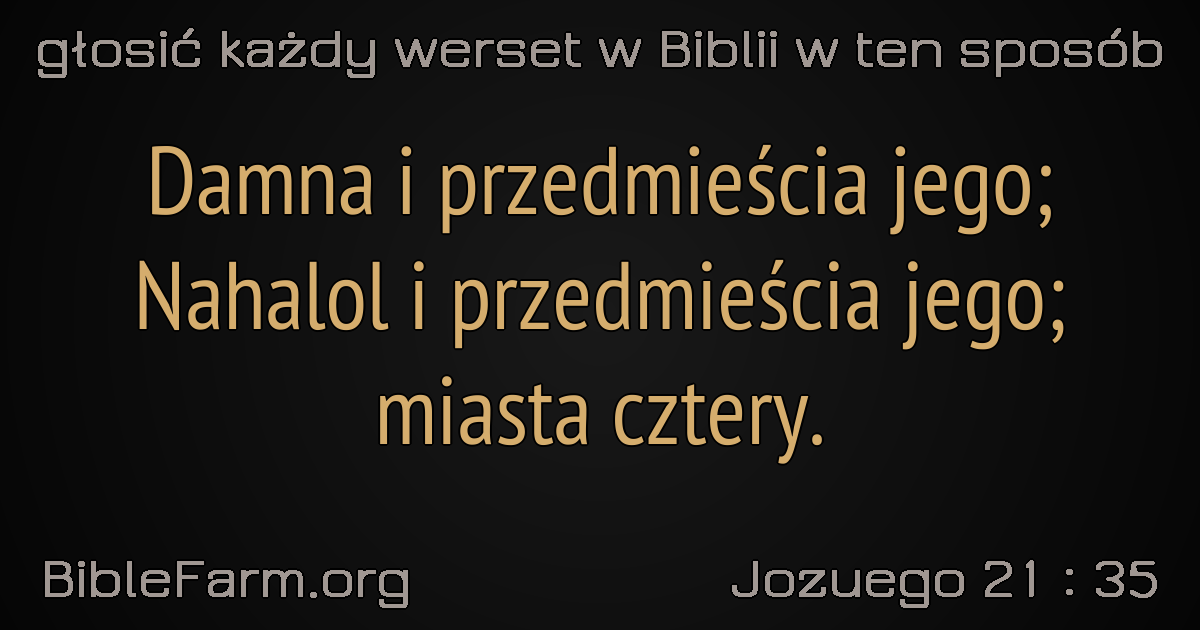 głosić każdy werset w Biblii w ten sposób
Damna i przedmieścia jego;
Nahalol i przedmieścia jego;
miasta cztery.
BibleFarm.org
Jozuego 21 : 35